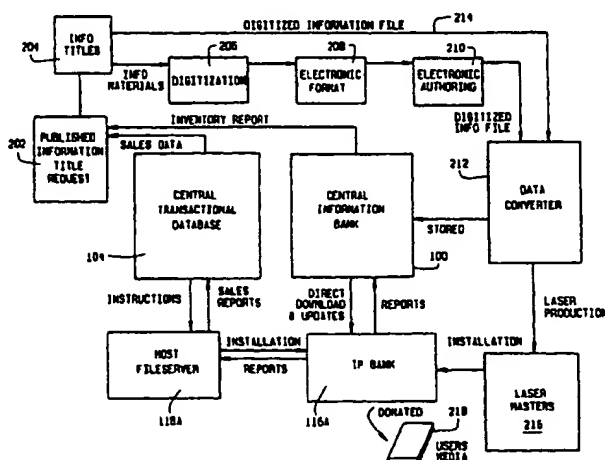 DIGITIZED INFORMATION FILE
214
204
INFO
TITLES
206
208
210
INFO
MATERIALS
DIGITIZATION
ELECTRONIC
FORMAT
ELECTRONIC
AUTHORING
202
PUBLISHED
INFORMATION
TITLE
REQUEST
INVENTORY REPORT
SALES DATA
DIGITIZED
INFO FILE
212
CENTRAL
TRANSACTIONAL
DATABASE
104
CENTRAL
INFORMATION
BANK
100
STORED
DATA
CONVERTER
INSTRUCTIONS
SALES
REPORTS
DIRECT
DOWNLOAD
& UPDATES
REPORTS
LASER
PRODUCTION
HOST
FILESERVER
118A
INSTALLATION
REPORTS
IP BANK
116A
INSTALLATION
LASER
MASTERS
216
DONATED
218
USERS
MEDIA